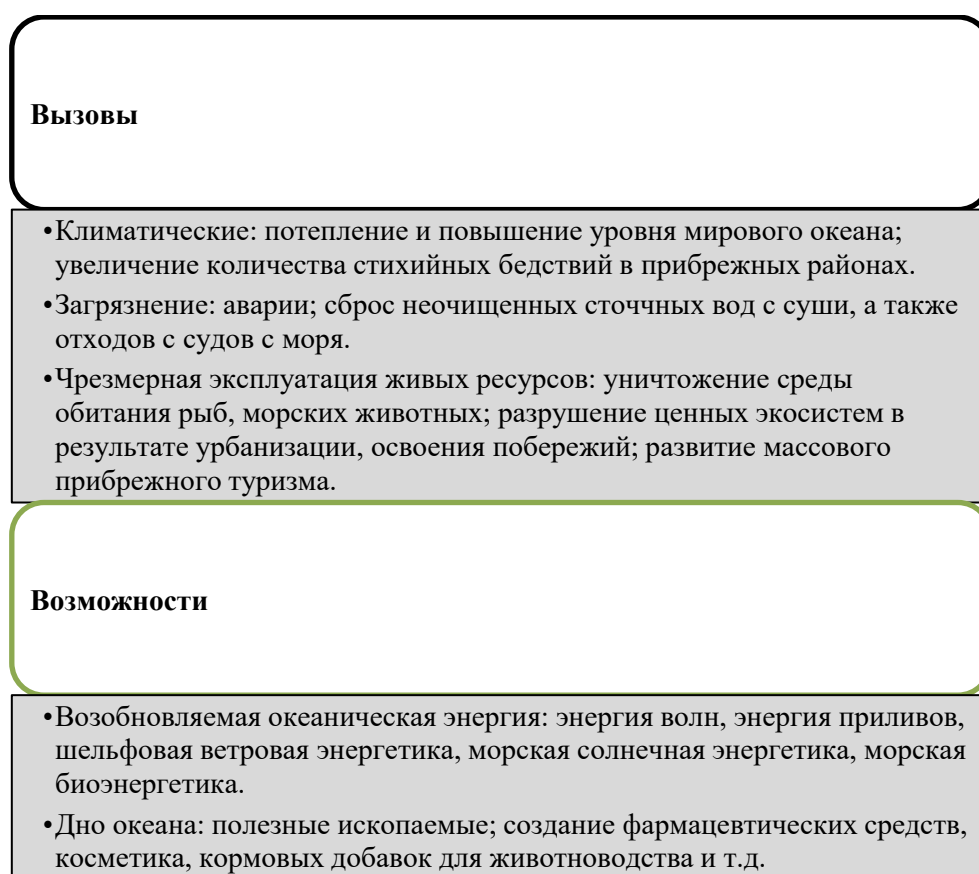 Вызовы
•Климатические: потепление и повышение уровня мирового океана;
увеличение количества стихийных бедствий в прибрежных районах.
•Загрязнение: аварии; сброс неочищенных сточчных вод с суши, а также
отходов с судов с моря.
•Чрезмерная эксплуатация живых ресурсов: уничтожение среды
обитания рыб, морских животных; разрушение ценных экосистем в
результате урбанизации, освоения побережий; развитие массового
прибрежного туризма.
Возможности
•Возобновляемая океаническая энергия: энергия волн, энергия приливов,
шельфовая ветровая энергетика, морская солнечная энергетика, морская
биоэнергетика.
•Дно океана: полезные ископаемые; создание фармацевтических средств,
косметика, кормовых добавок для животноводства и т.д.